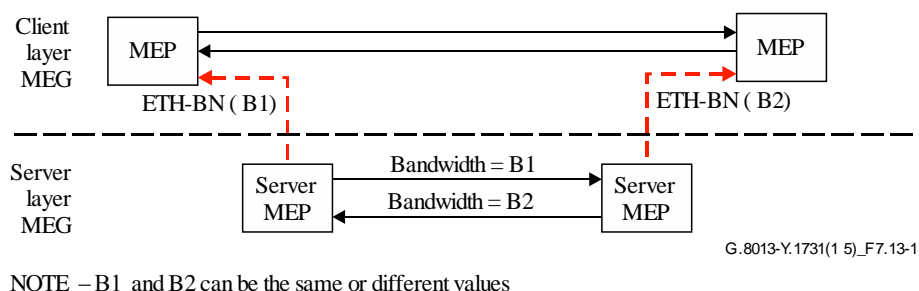 Client
layer
MEG
MEP
MEP
ETH-BN ( B1)
ETH-BN ( B2)
Server
layer
MEG
Server
MEP
Bandwidth = B1
Bandwidth = B2
Server
MEP
G.8013-Y.1731(1 5)_F7.13-1
NOTE – B1 and B2 can be the same or different values